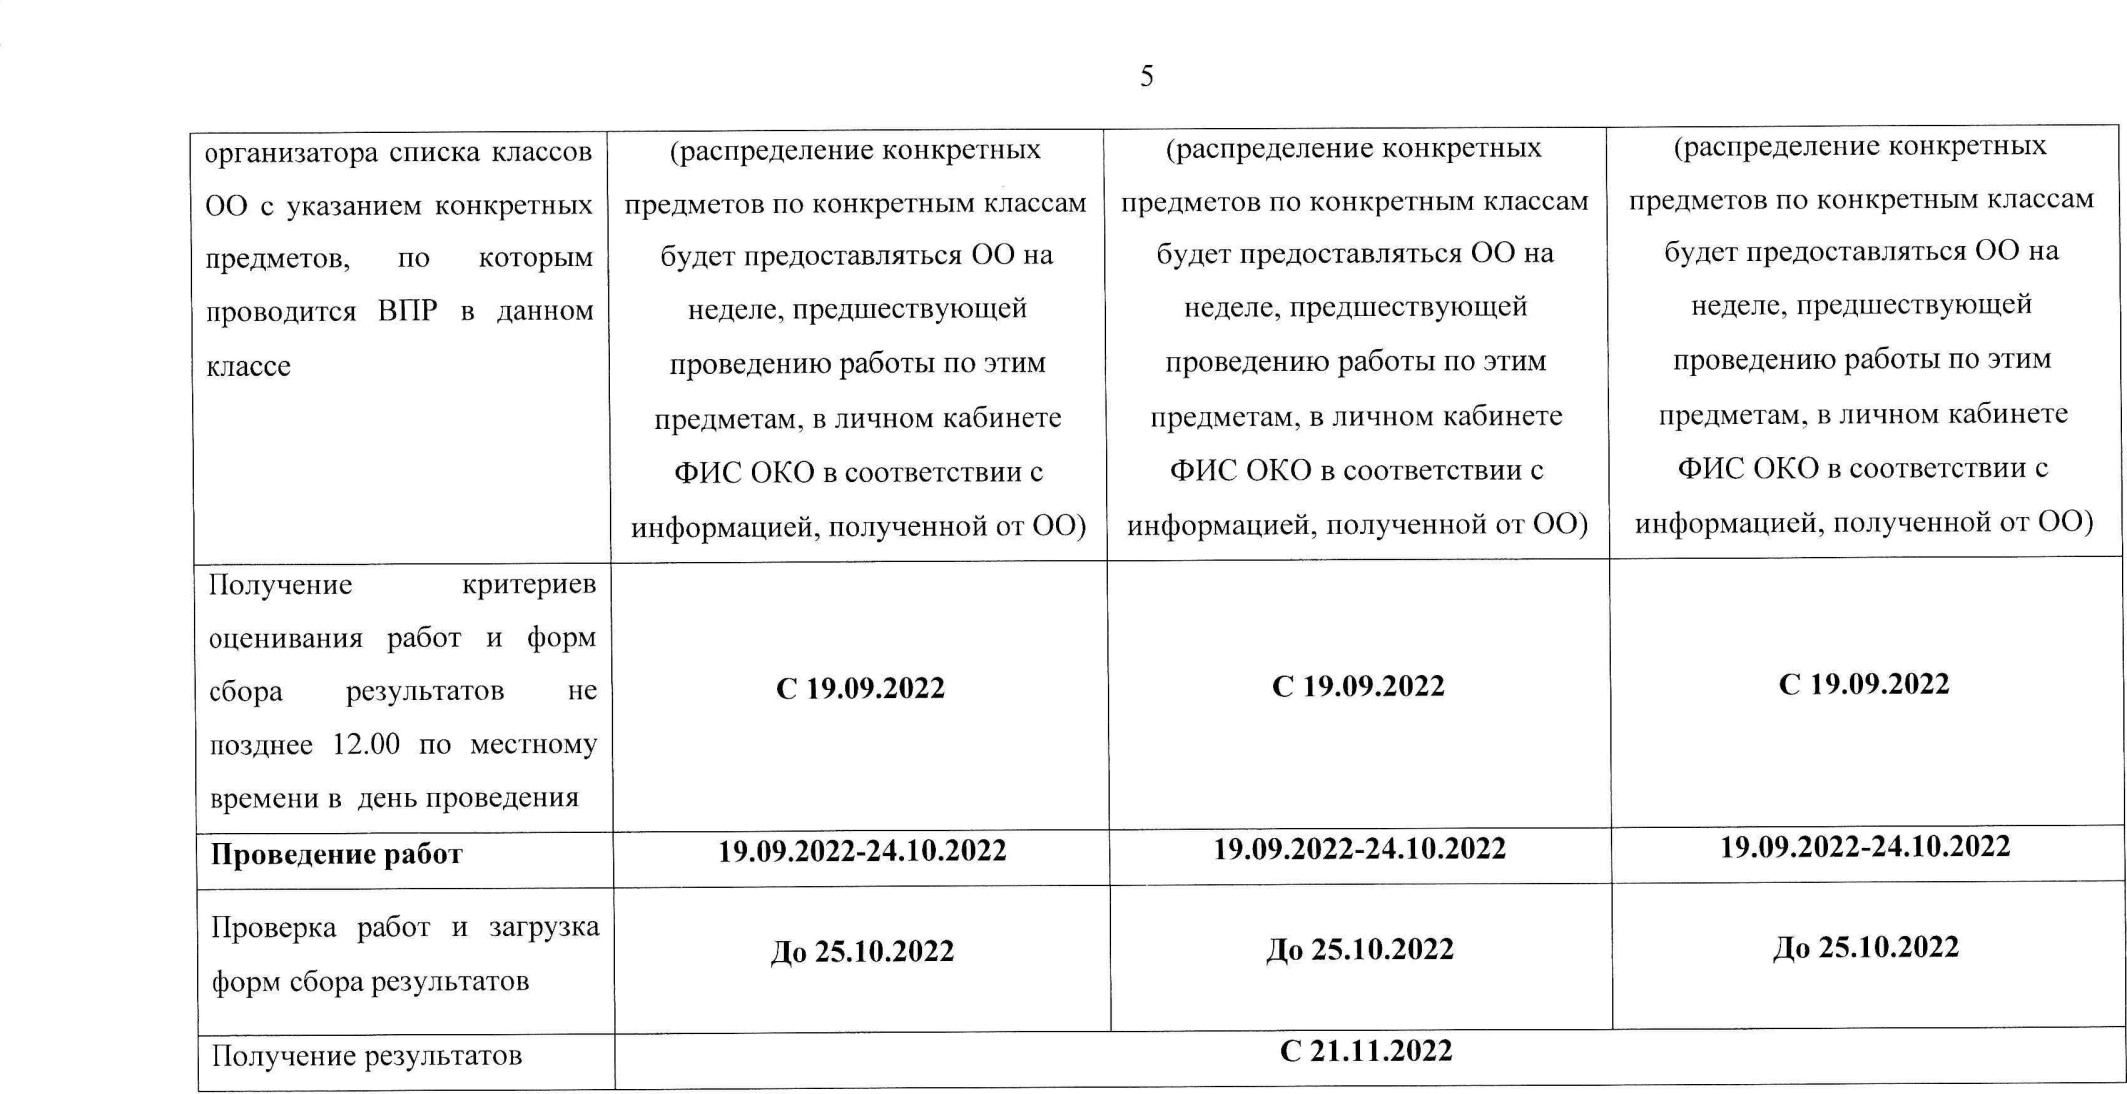 5
организатора списка классов
ОО с указанием конкретных
предметов, по которым
проводится ВПР в данном
классе
(распределение конкретных
предметов по конкретным классам
будет предоставляться ОО на
неделе, предшествующей
проведению работы по этим
предметам, в личном кабинете
ФИС ОКО в соответствии с
информацией, полученной от ОО)
(распределение конкретных
предметов по конкретным классам
будет предоставляться ОО на
неделе, предшествующей
проведению работы по этим
предметам, в личном кабинете
ФИС ОКО в соответствии с
информацией, полученной от ОО)
(распределение конкретных
предметов по конкретным классам
будет предоставляться ОО на
неделе, предшествующей
проведению работы по этим
предметам, в личном кабинете
ФИС ОКО в соответствии с
информацией, полученной от ОО)
Получение критериев
оценивания работ и форм
сбора результатов не
позднее 12.00 по местному
времени в день проведения
С 19.09.2022
С 19.09.2022
С 19.09.2022
Проведение работ
19.09.2022-24.10.2022
19.09.2022-24.10.2022
19.09.2022-24.10.2022
Проверка работ и загрузка
форм сбора результатов
До 25.10.2022
До 25.10.2022
До 25.10.2022
Получение результатов
С 21.11.2022